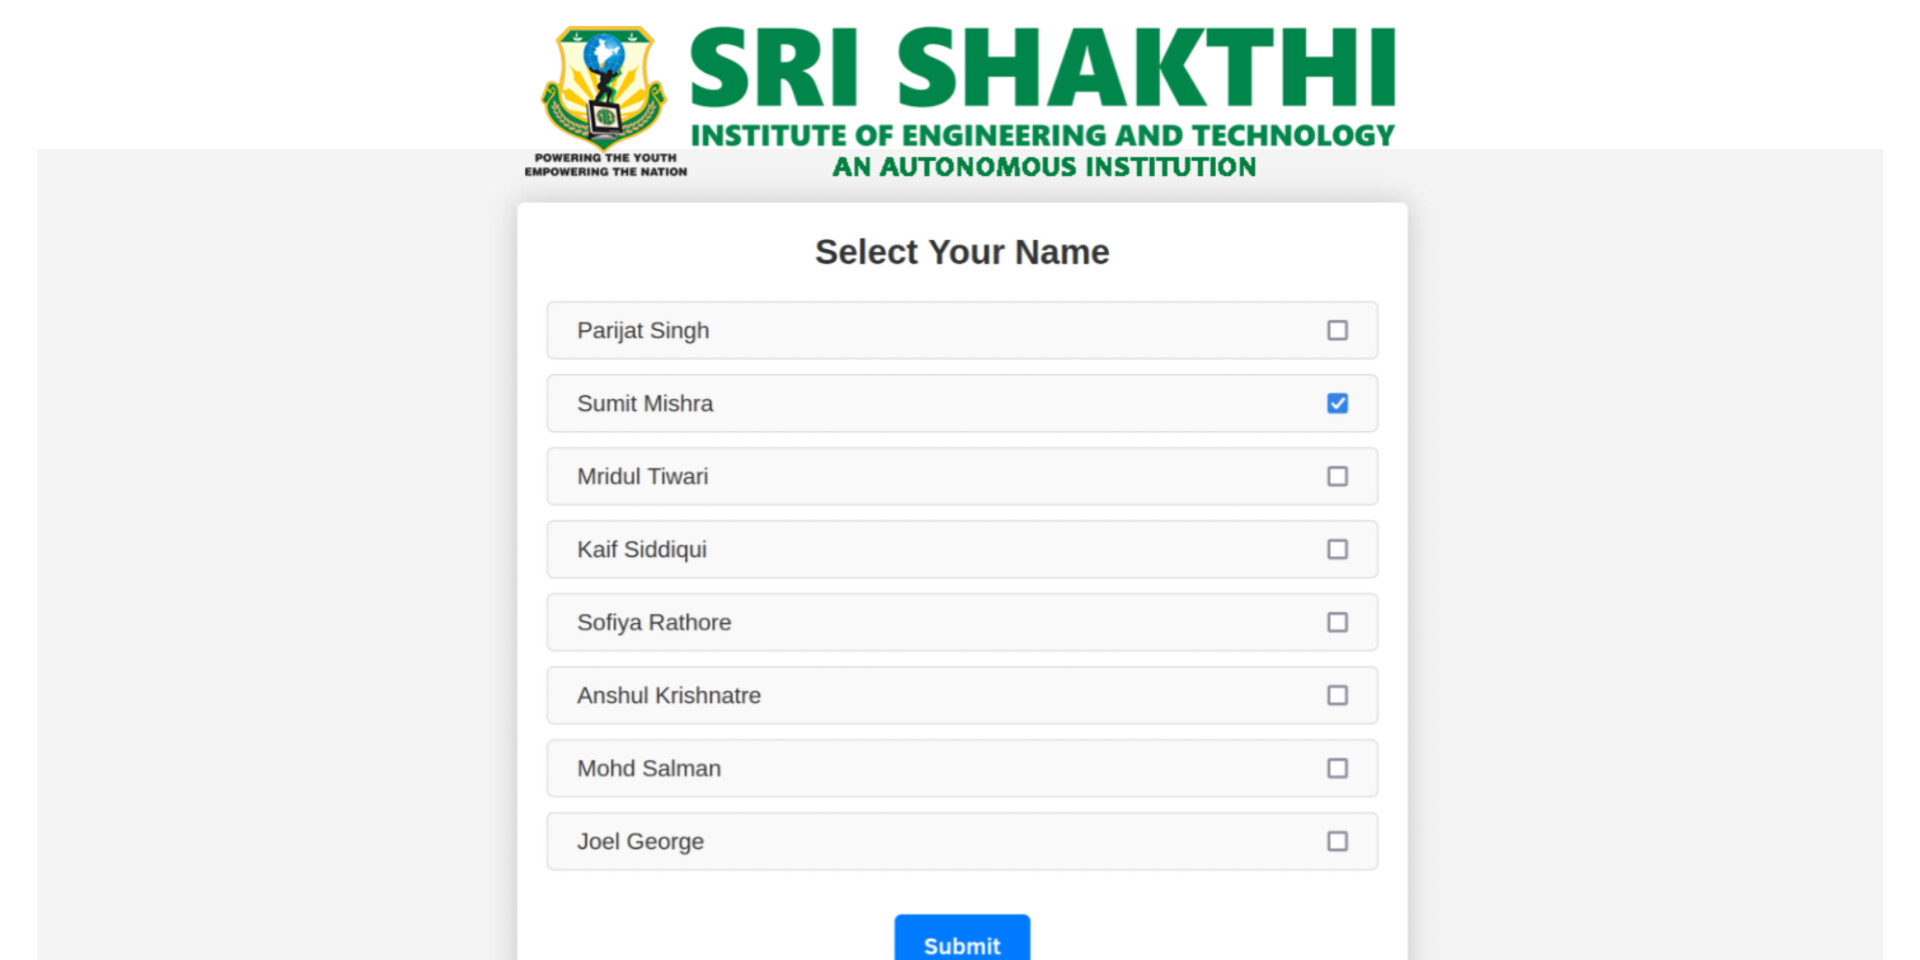 SRI SHAKTHI
INSTITUTE OF ENGINEERING AND TECHNOLOGY
AN AUTONOMOUS INSTITUTION
POWERING THE YOUTH
EMPOWERING THE NATION
Select Your Name
Parijat Singh
Sumit Mishra
Mridul Tiwari
Kaif Siddiqui
Sofiya Rathore
Anshul Krishnatre
Mohd Salman
Joel George
Submit